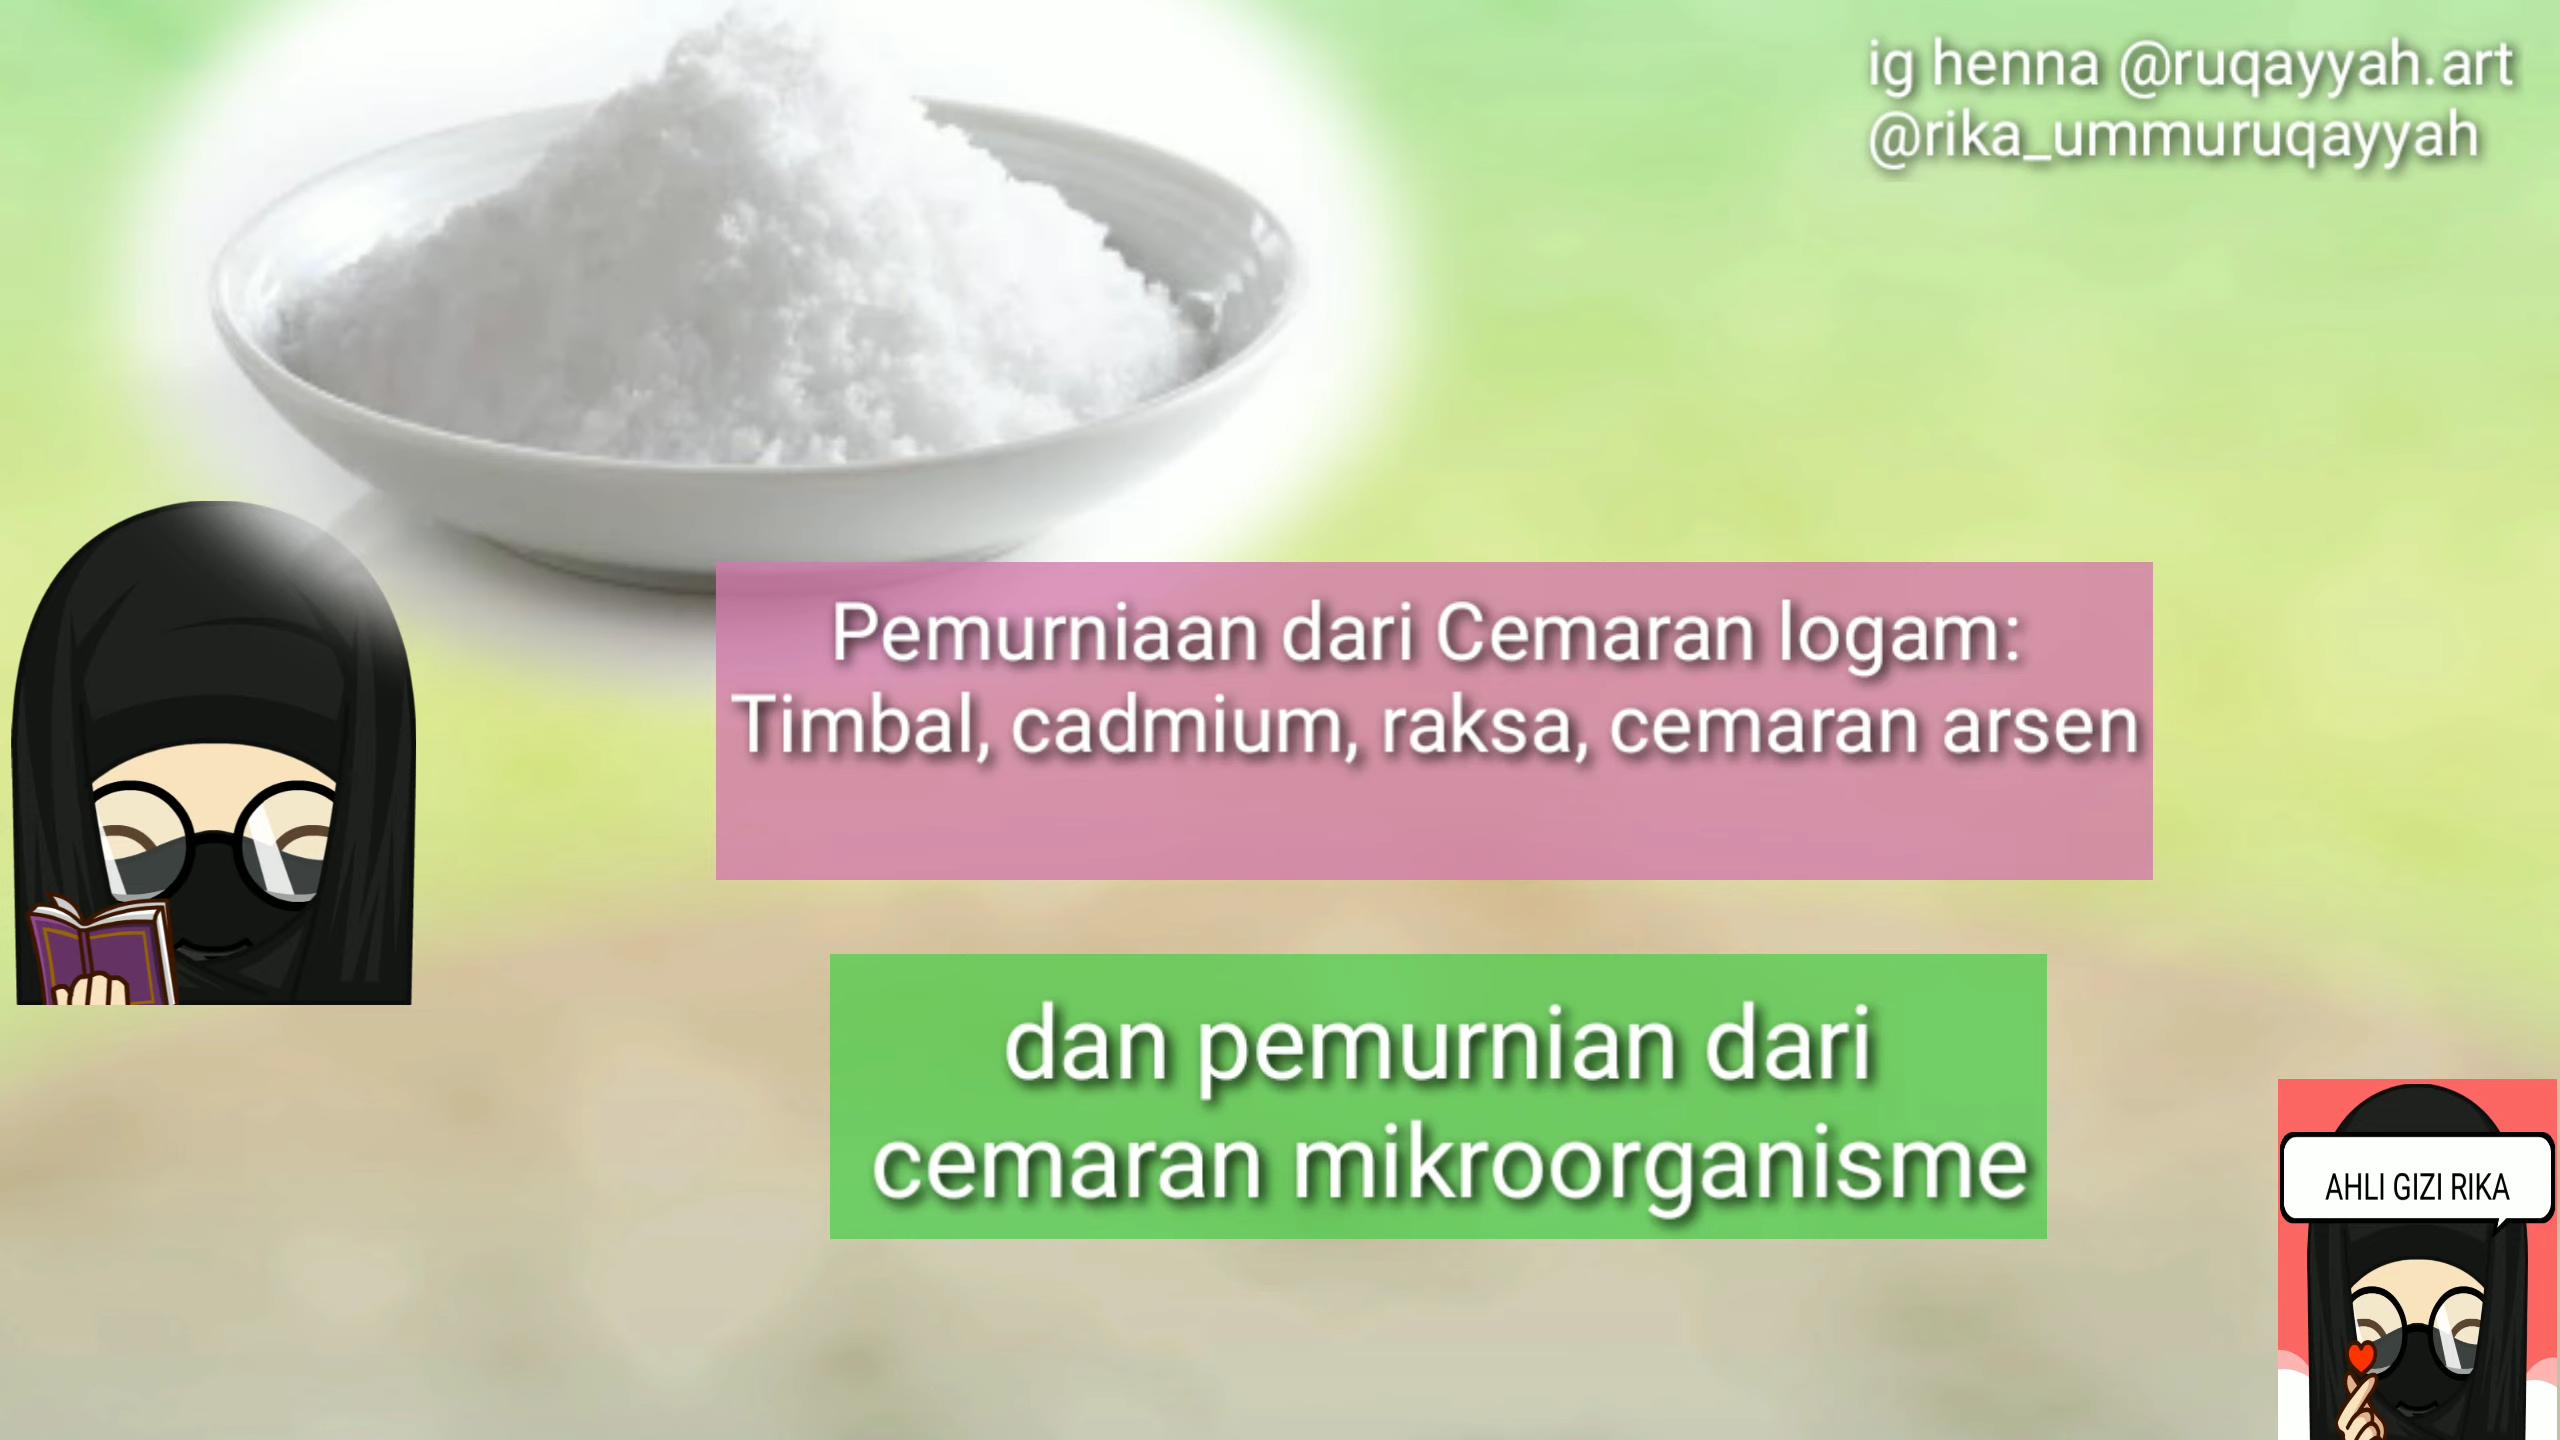 ig henna @ruqayyah.art
@rika_ummuruqayyah
Pemurniaan dari Cemaran logam:
Timbal, cadmium, raksa, cemaran arsen
dan pemurnian dari
cemaran mikroorganisme
AHLI GIZI RIKA